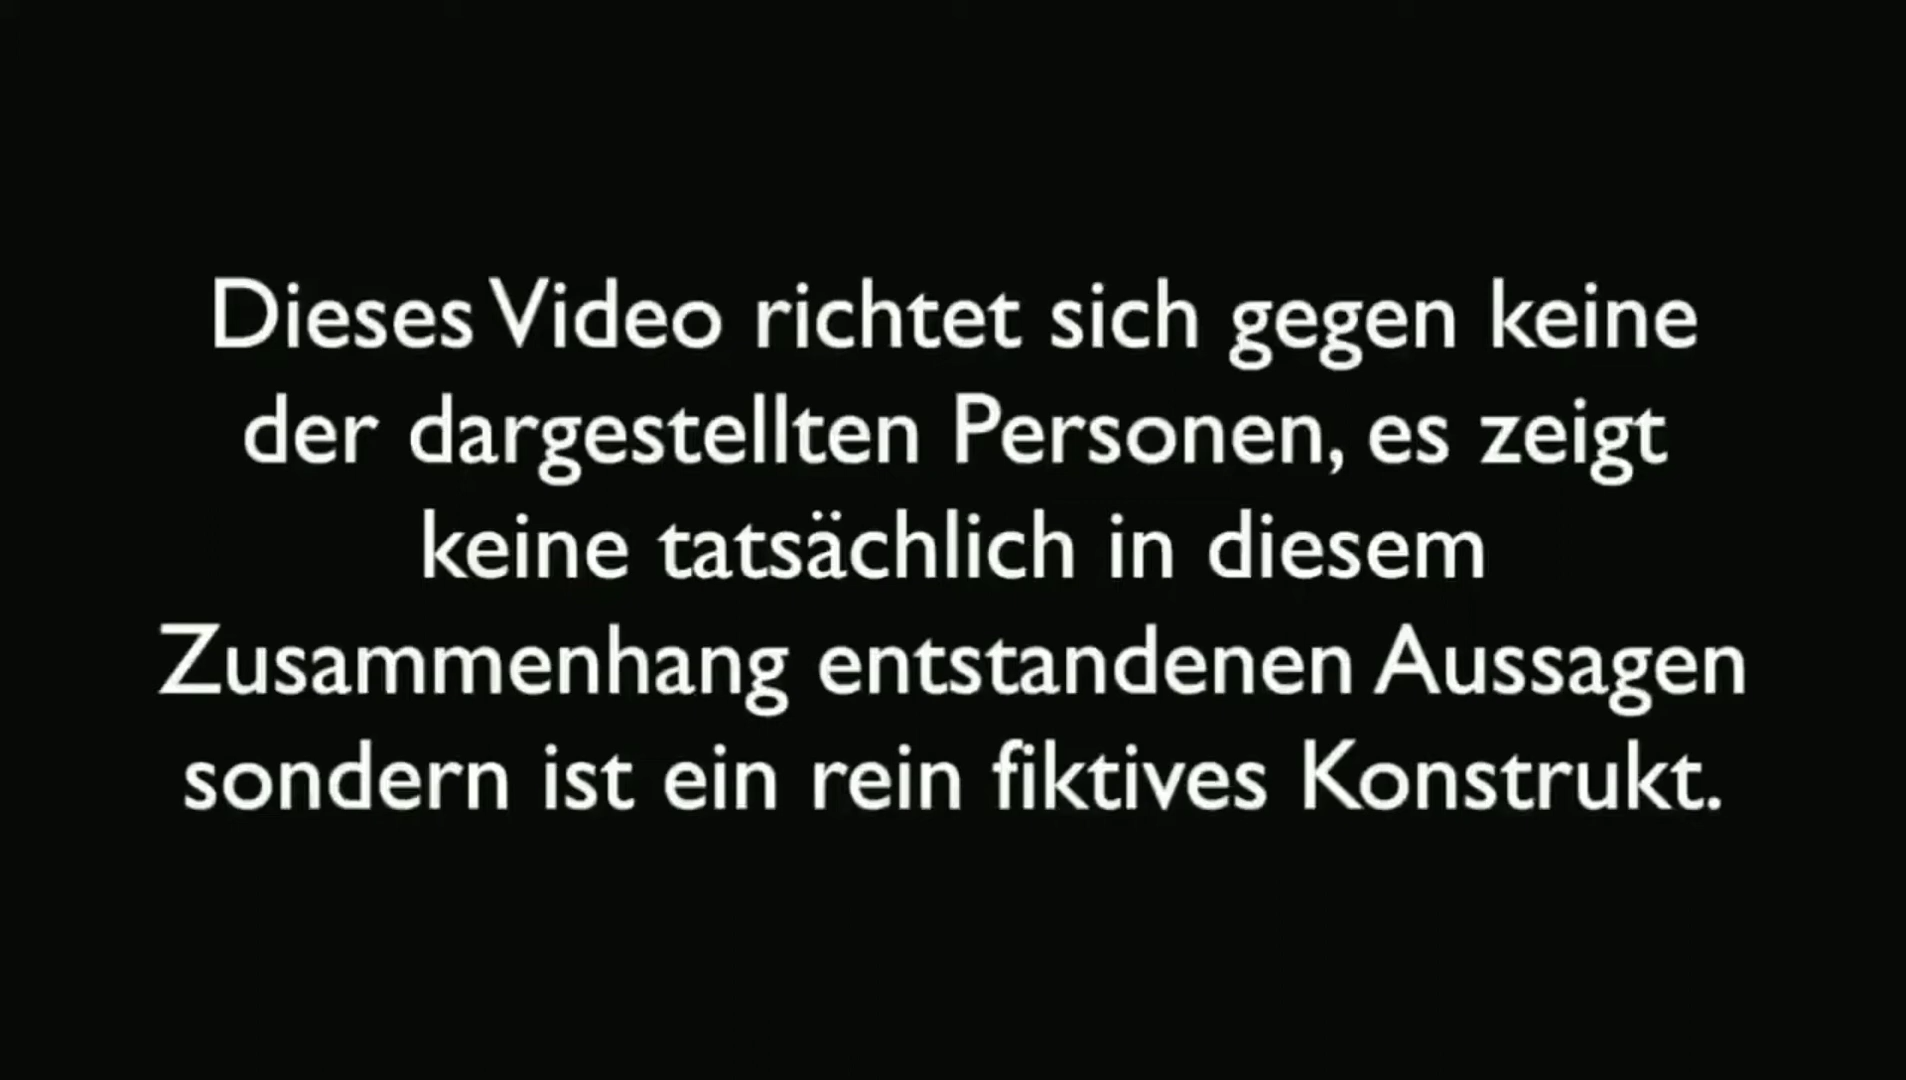 Dieses Video richtet sich gegen keine
der dargestellten Personen, es zeigt
keine tatsächlich in diesem
Zusammenhang entstandenen Aussagen
sondern ist ein rein fiktives Konstrukt.